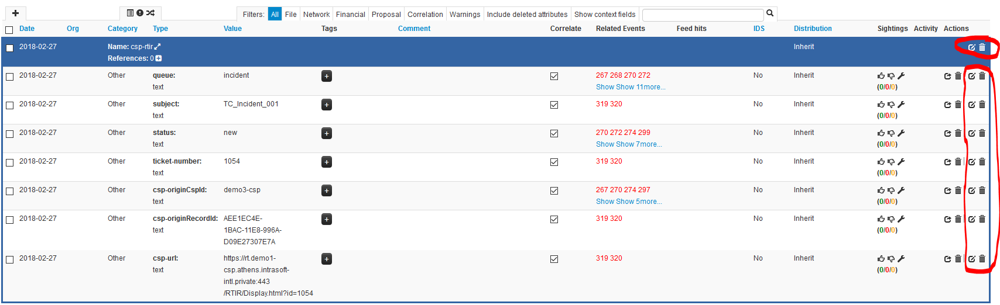 Filters: All File Network Financial Proposal Correlation Warnings Include deleted attributes Show context fields
Date Org Category Type Value Tags Comment Correlate Related Events Feed hits IDS Distribution Sightings Activity Actions
2018-02-27 Name: csp-rtir Inherit
References: 0
2018-02-27 Other queue: incident 267 268 270 272 No Inherit
text Show Show 11more... (0/0/0)
2018-02-27 Other subject: TC_Incident_001 319 320 No Inherit
text (0/0/0)
2018-02-27 Other status: new 270 272 274 299 No Inherit
text Show Show 7more... (0/0/0)
2018-02-27 Other ticket-number: 1054 319 320 No Inherit
text (0/0/0)
2018-02-27 Other csp-originCspId: demo3-csp 267 270 274 297 No Inherit
text Show Show 5more... (0/0/0)
2018-02-27 Other csp-originRecordId: AEE1EC4E- 319 320 No Inherit
text 1BAC-11E8-996A- (0/0/0)
D09E27307E7A
2018-02-27 Other csp-url: https://rt.demo1- 319 320 No Inherit
text csp.athens.intrasoft- (0/0/0)
intl.private:443
/RTIR/Display.html?id=1054